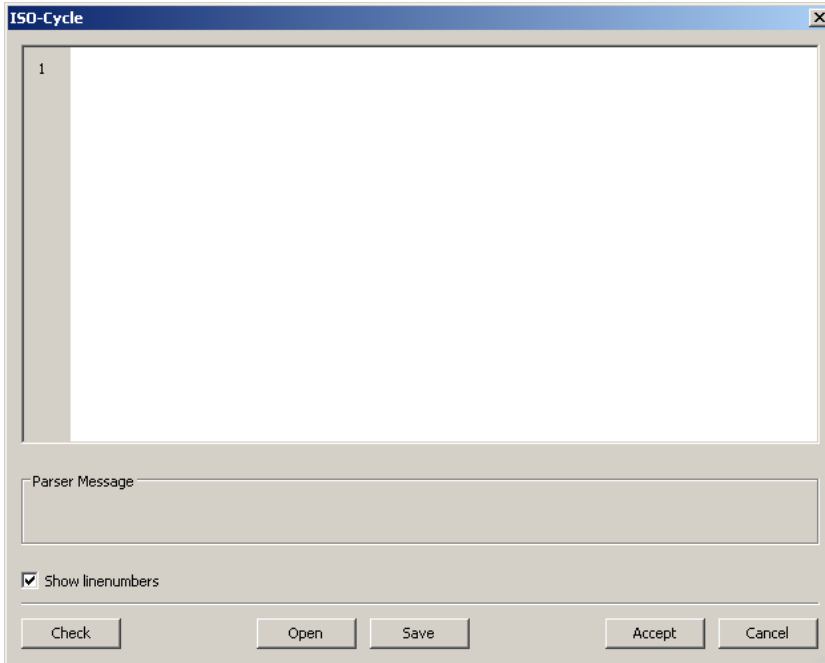 ISO-Cycle
1
Parser Message
Show linenumbers
Check Open Save Accept Cancel